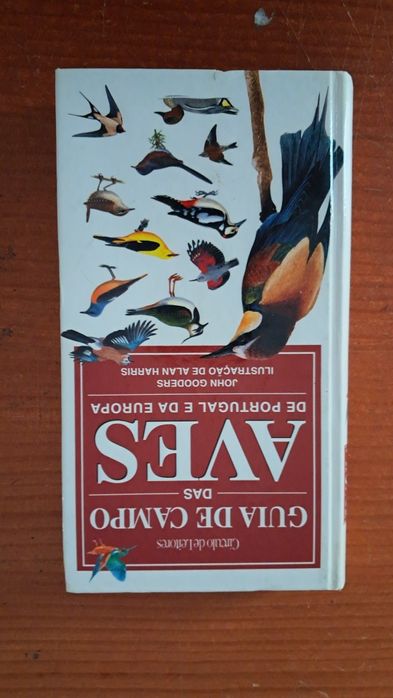 Círculo de Leitores
GUIA DE CAMPO
DAS
AVES
DE PORTUGAL E DA EUROPA
JOHN GOODERS
ILUSTRAÇÃO DE ALAN HARRIS